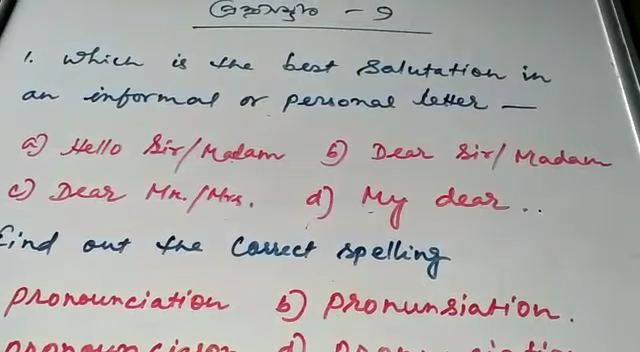 - 9
1. Which is the best Salutation in
an informal or personal letter —
a) Hello Sir/Madam b) Dear Sir/Madam
c) Dear Mr./Mrs. d) My dear ..
Find out the Correct spelling
pronounciation b) pronunsiation.
d)